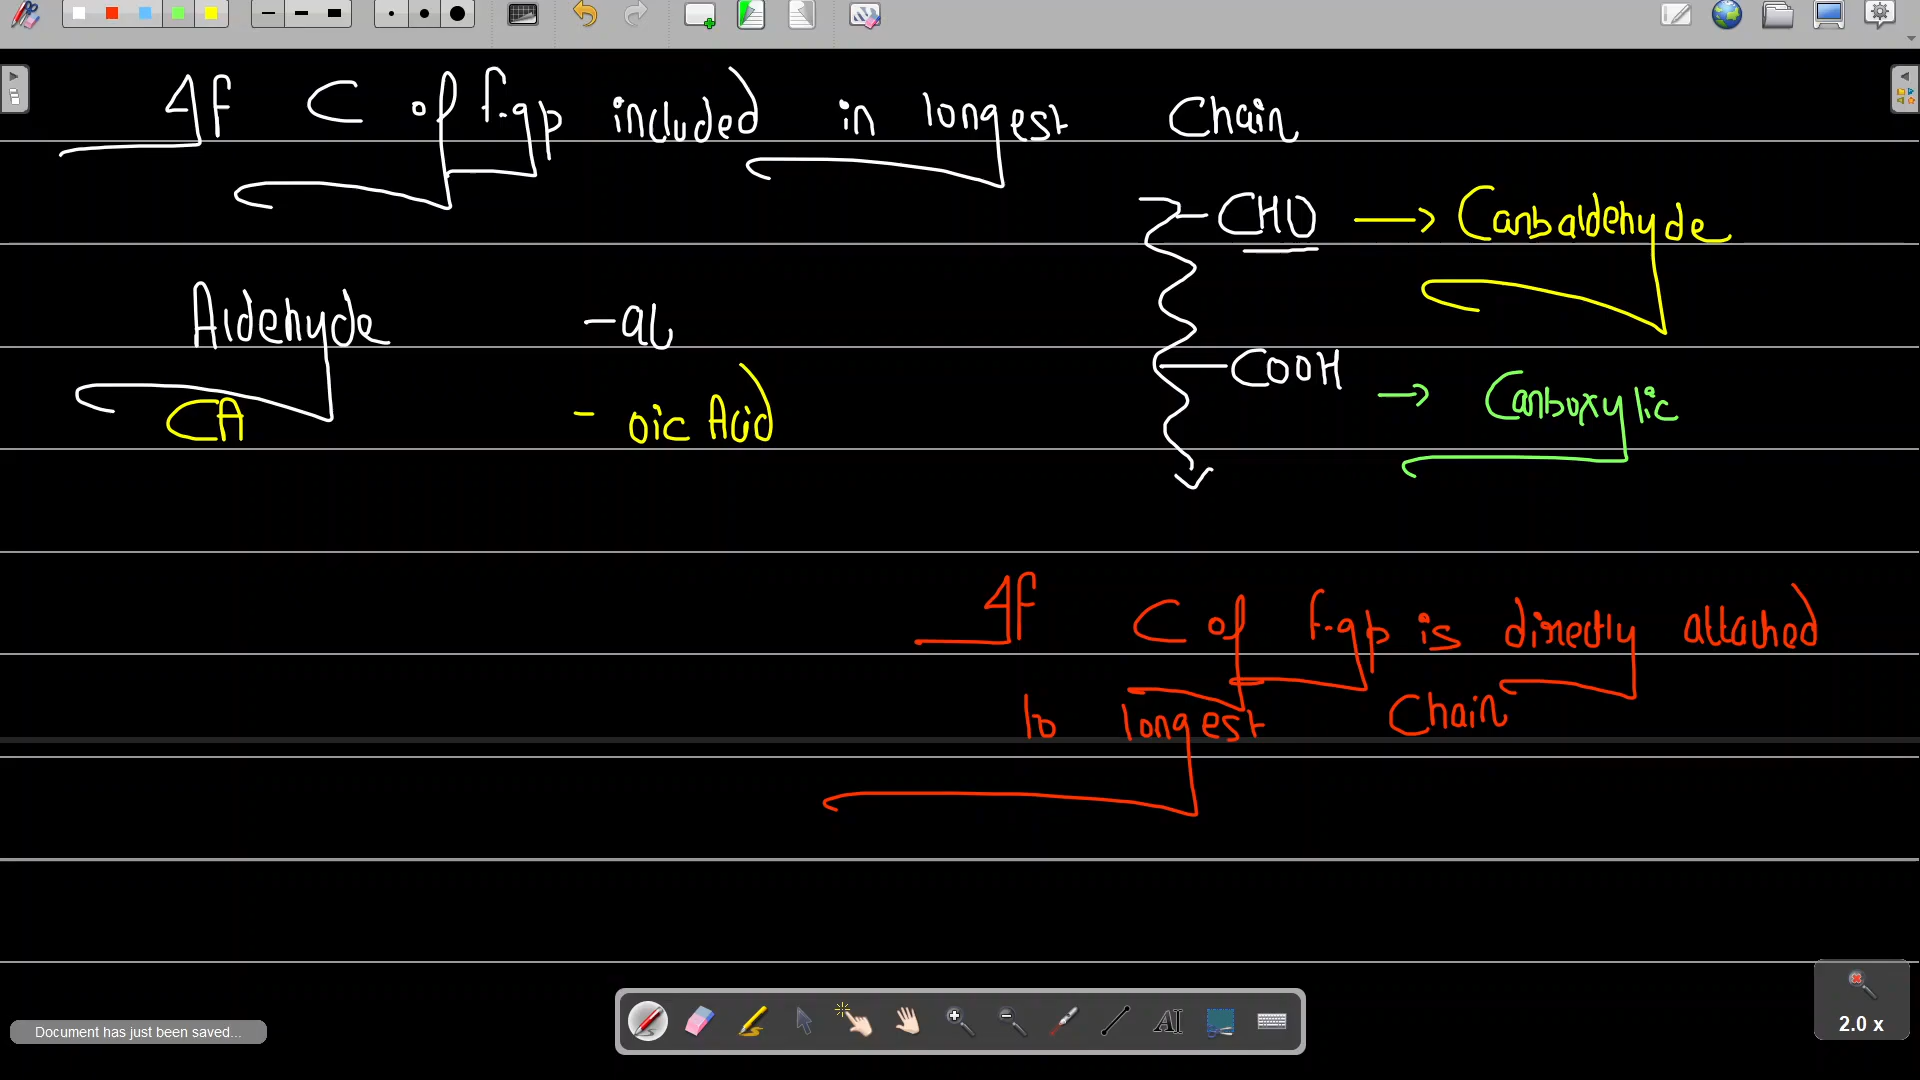 If C of f.gp included in longest Chain
CHO → Carbaldehyde
Aldehyde -al
COOH → Carboxylic
CA - oic Acid
If C of f.gp is directly attached
to longest Chain
Document has just been saved...
AI
2.0 x